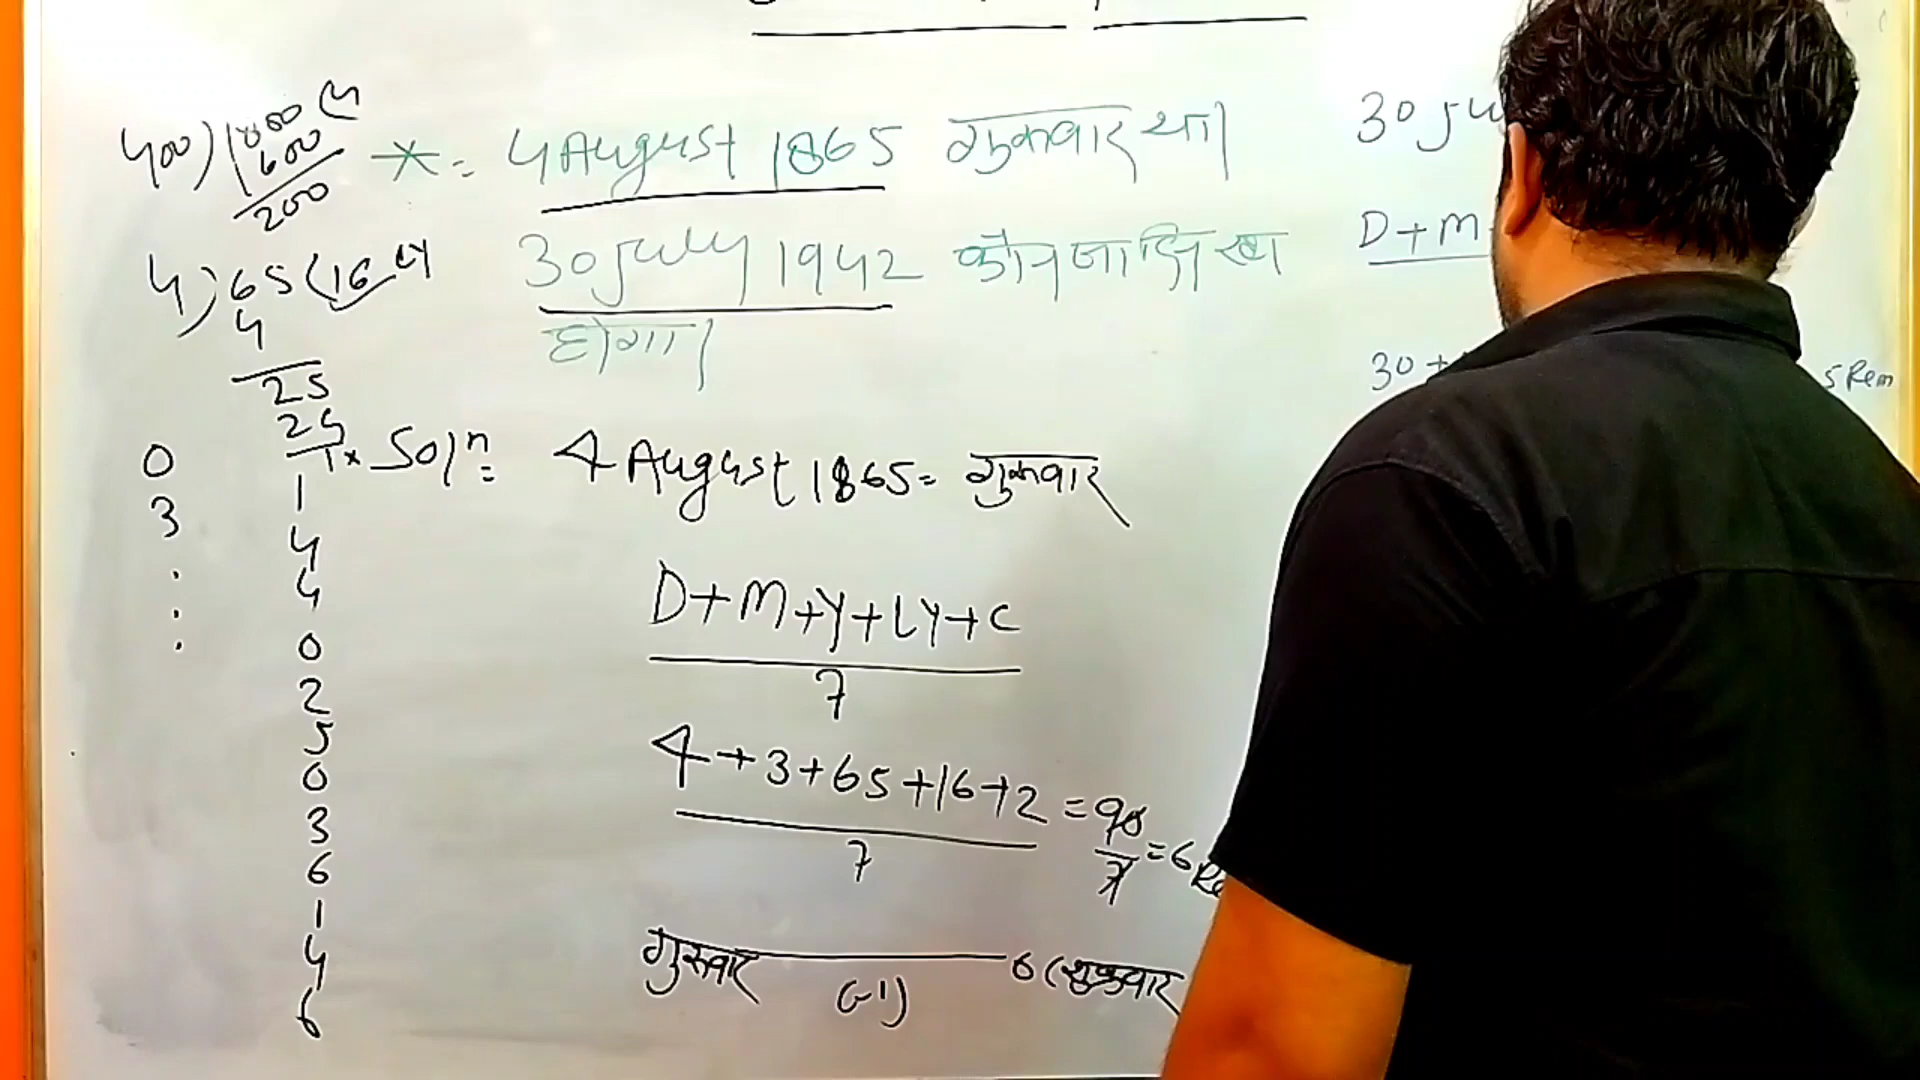 400)1800(4
1600
200
4)65(16 LY
4
25
24
1
* = 4 August 1865 गुरूवार था।
30 July 1942 कौन सा दिन
होगा।
0
3
.
.
.
1
4
4
0
2
5
0
3
6
1
4
6
* Solⁿ = 4 August 1865 = गुरूवार
D+M+Y+LY+C
7
4+3+65+16+2 = 90
7
7 = 6 Re
गुरूवार 6(शुक्रवार
(-1)
30 Ju
D+M
30+
5 Rem